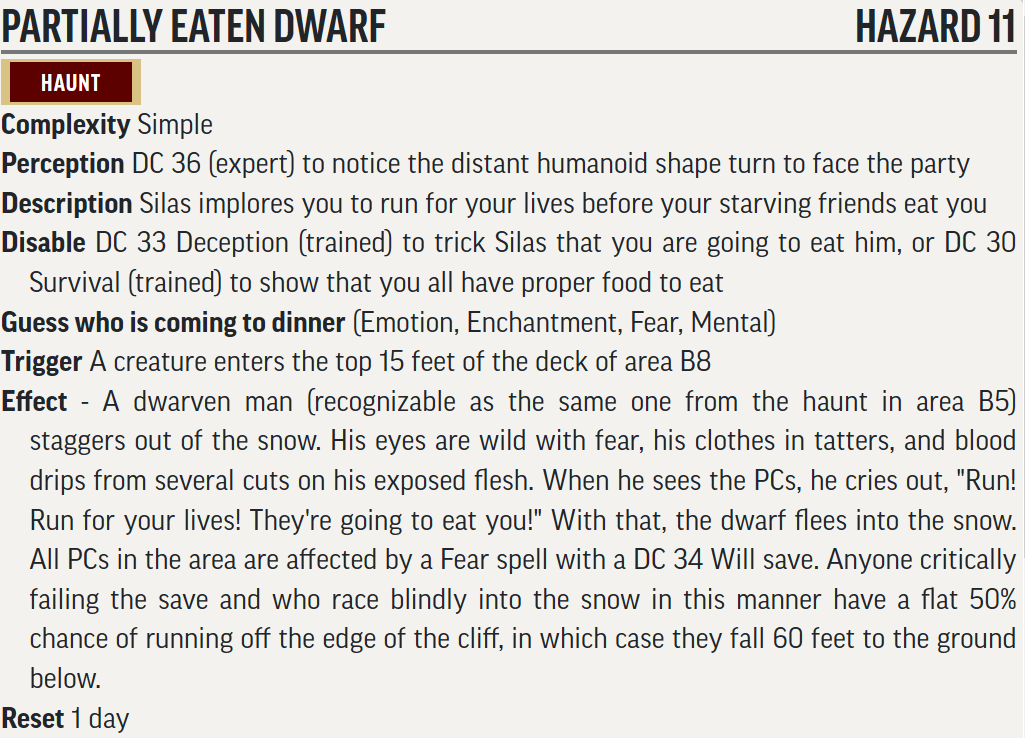 PARTIALLY EATEN DWARF HAZARD 11
HAUNT
Complexity Simple
Perception DC 36 (expert) to notice the distant humanoid shape turn to face the party
Description Silas implores you to run for your lives before your starving friends eat you
Disable DC 33 Deception (trained) to trick Silas that you are going to eat him, or DC 30
Survival (trained) to show that you all have proper food to eat
Guess who is coming to dinner (Emotion, Enchantment, Fear, Mental)
Trigger A creature enters the top 15 feet of the deck of area B8
Effect - A dwarven man (recognizable as the same one from the haunt in area B5)
staggers out of the snow. His eyes are wild with fear, his clothes in tatters, and blood
drips from several cuts on his exposed flesh. When he sees the PCs, he cries out, "Run!
Run for your lives! They're going to eat you!" With that, the dwarf flees into the snow.
All PCs in the area are affected by a Fear spell with a DC 34 Will save. Anyone critically
failing the save and who race blindly into the snow in this manner have a flat 50%
chance of running off the edge of the cliff, in which case they fall 60 feet to the ground
below.
Reset 1 day